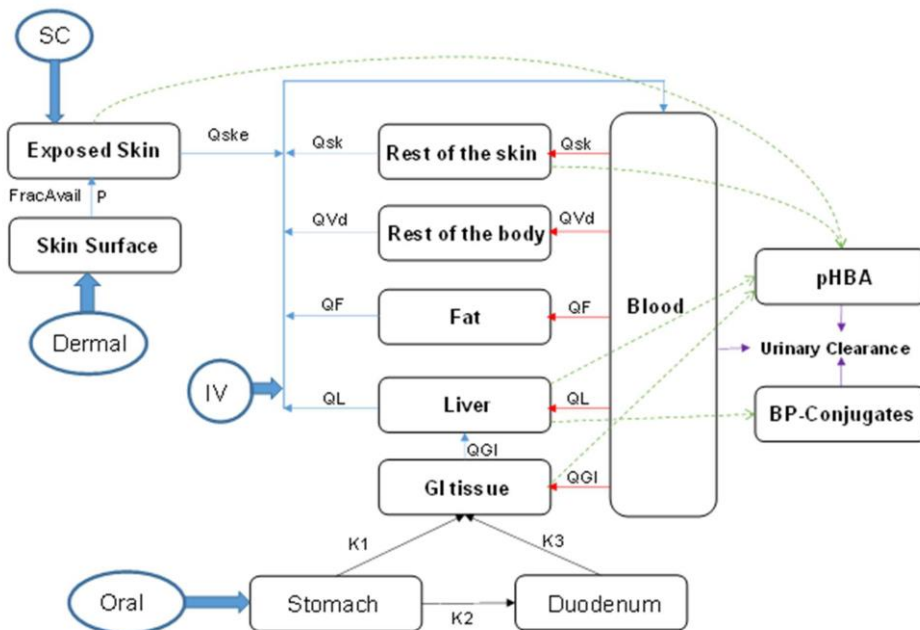 SC
Exposed Skin
Qske
Qsk
Rest of the skin
Qsk
FracAvail
P
Skin Surface
QVd
Rest of the body
QVd
pHBA
Dermal
QF
Fat
QF
Blood
Urinary Clearance
IV
QL
Liver
QL
BP-Conjugates
QGI
GI tissue
QGI
K1
K3
Oral
Stomach
K2
Duodenum